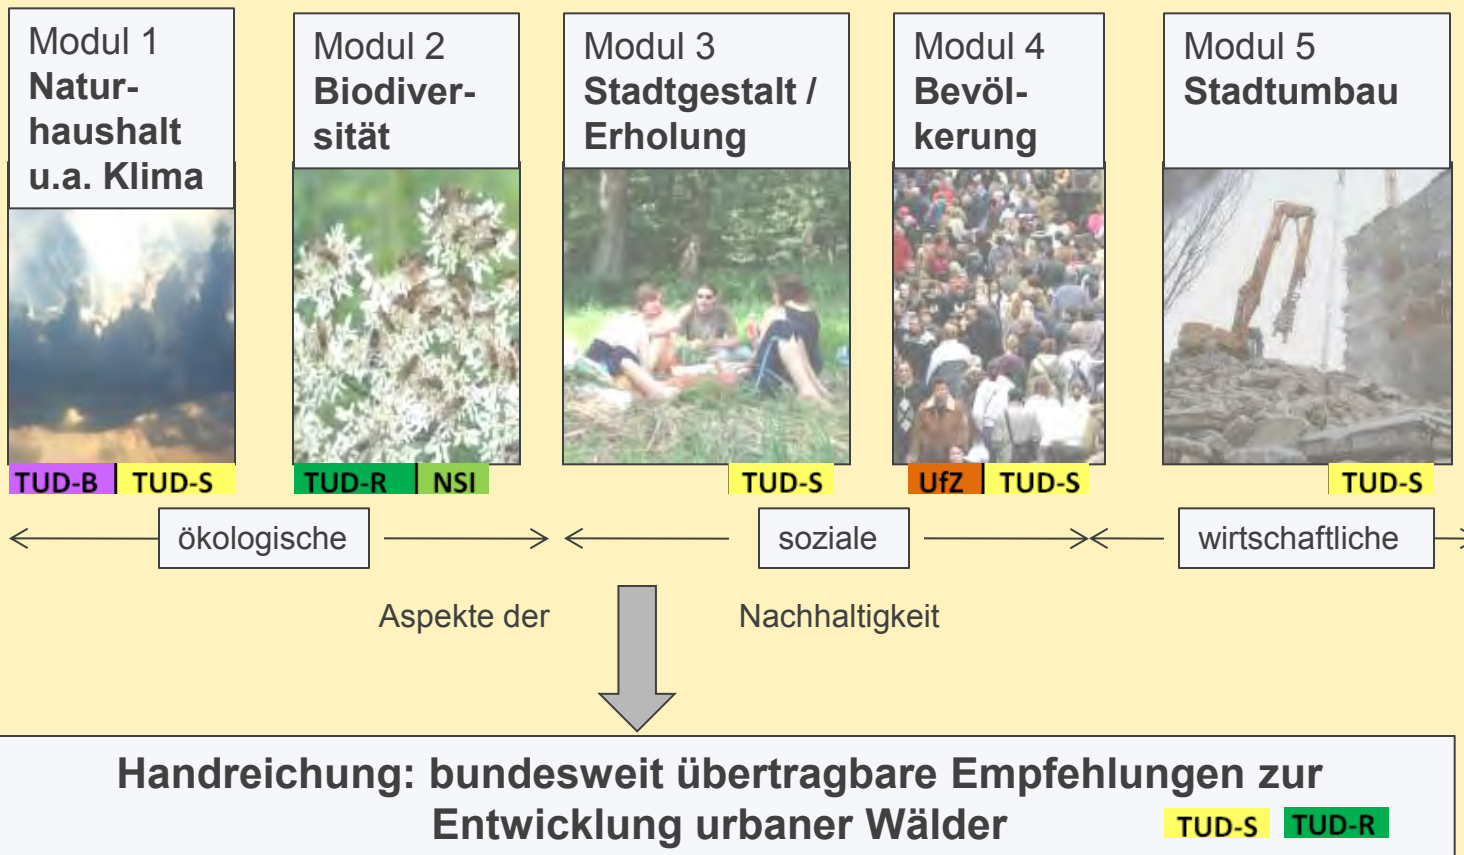 Modul 1
Natur-
haushalt
u.a. Klima
Modul 2
Biodiver-
sität
Modul 3
Stadtgestalt /
Erholung
Modul 4
Bevöl-
kerung
Modul 5
Stadtumbau
TUD-B TUD-S
TUD-R NSI
TUD-S
UfZ TUD-S
TUD-S
ökologische
soziale
wirtschaftliche
Aspekte der Nachhaltigkeit
Handreichung: bundesweit übertragbare Empfehlungen zur
Entwicklung urbaner Wälder
TUD-S TUD-R